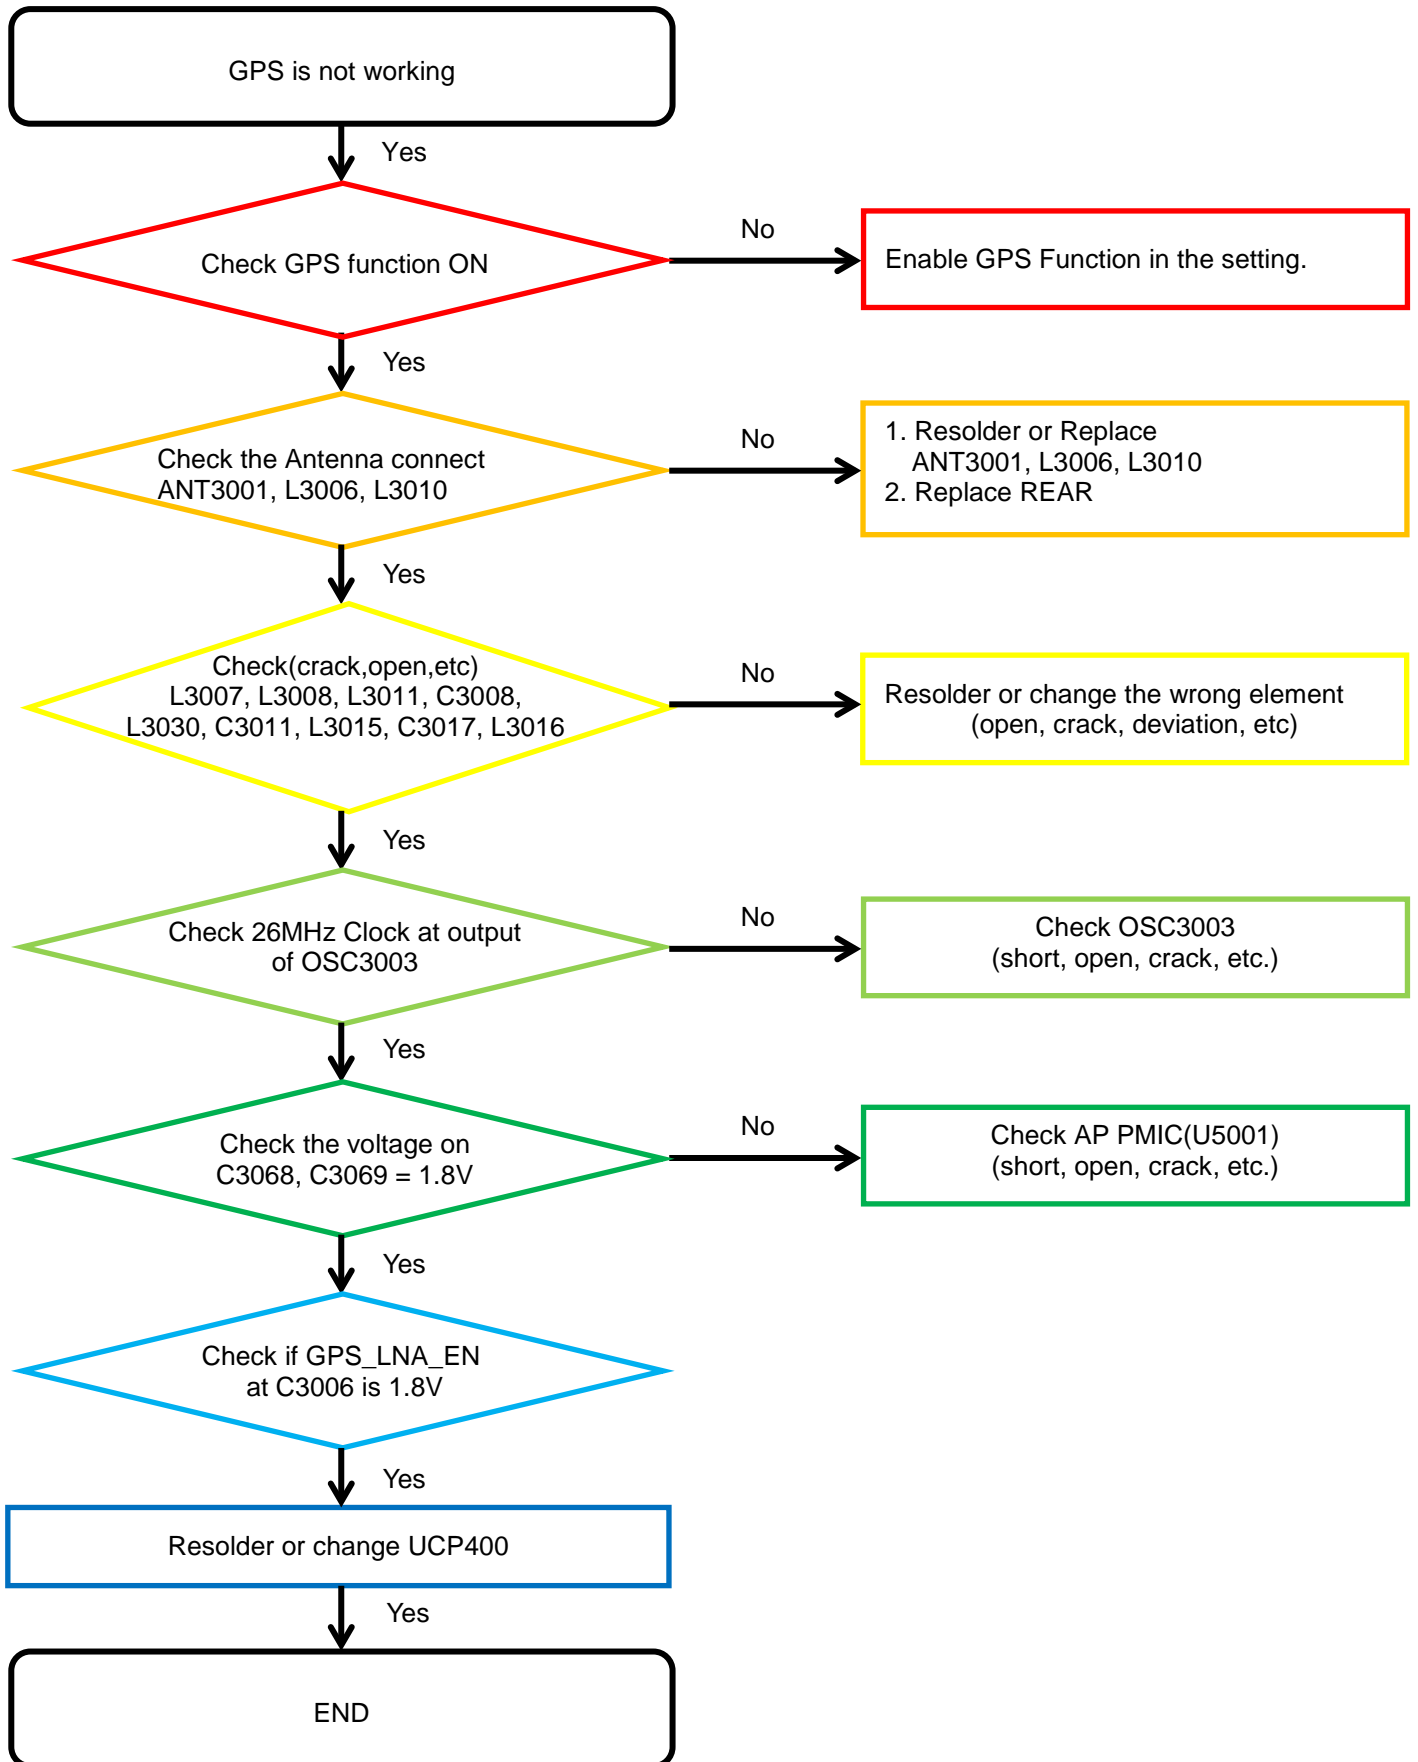 GPS is not working
Yes
Check GPS function ON
No
Enable GPS Function in the setting.
Yes
Check the Antenna connect
ANT3001, L3006, L3010
No
1. Resolder or Replace
ANT3001, L3006, L3010
2. Replace REAR
Yes
Check(crack,open,etc)
L3007, L3008, L3011, C3008,
L3030, C3011, L3015, C3017, L3016
No
Resolder or change the wrong element
(open, crack, deviation, etc)
Yes
Check 26MHz Clock at output
of OSC3003
No
Check OSC3003
(short, open, crack, etc.)
Yes
Check the voltage on
C3068, C3069 = 1.8V
No
Check AP PMIC(U5001)
(short, open, crack, etc.)
Yes
Check if GPS_LNA_EN
at C3006 is 1.8V
Yes
Resolder or change UCP400
Yes
END